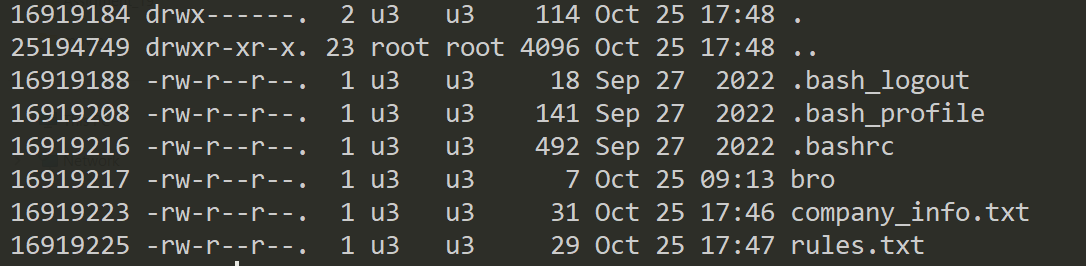 16919184 drwx------. 2 u3 u3 114 Oct 25 17:48 .
25194749 drwxr-xr-x. 23 root root 4096 Oct 25 17:48 ..
16919188 -rw-r--r--. 1 u3 u3 18 Sep 27 2022 .bash_logout
16919208 -rw-r--r--. 1 u3 u3 141 Sep 27 2022 .bash_profile
16919216 -rw-r--r--. 1 u3 u3 492 Sep 27 2022 .bashrc
16919217 -rw-r--r--. 1 u3 u3 7 Oct 25 09:13 bro
16919223 -rw-r--r--. 1 u3 u3 31 Oct 25 17:46 company_info.txt
16919225 -rw-r--r--. 1 u3 u3 29 Oct 25 17:47 rules.txt